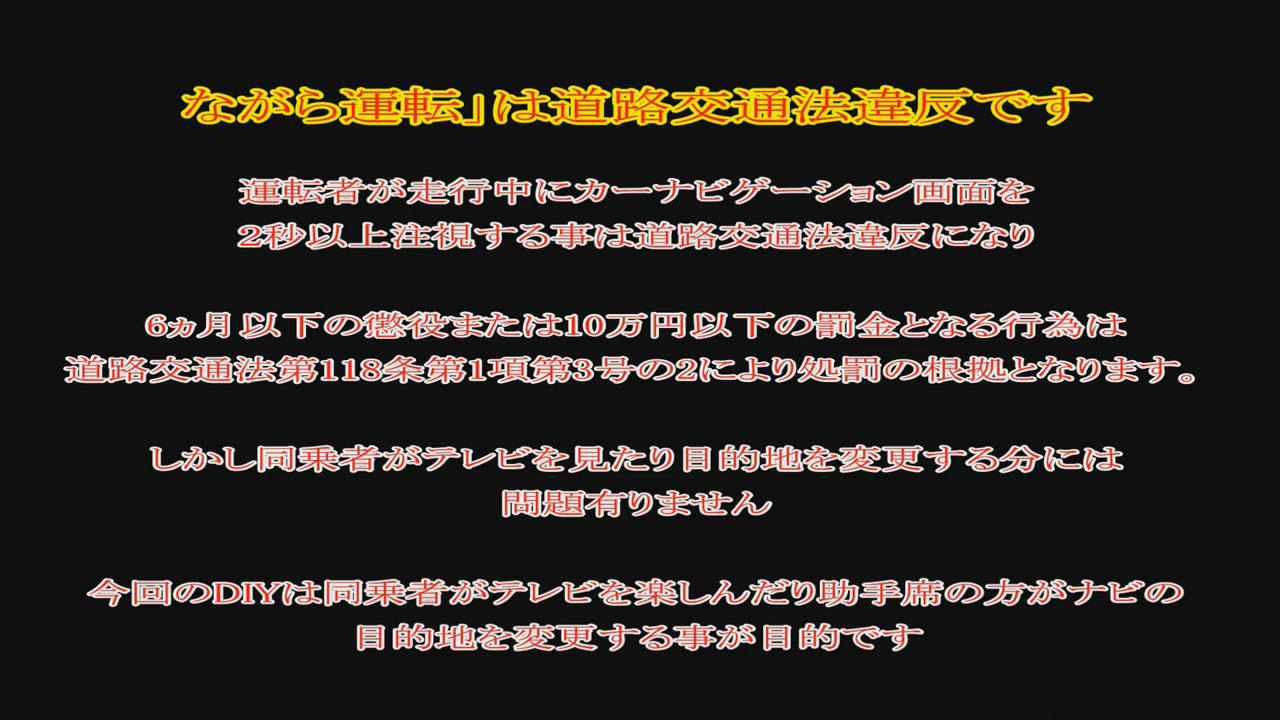 ながら運転」は道路交通法違反です
運転者が走行中にカーナビゲーション画面を
2秒以上注視する事は道路交通法違反になり
6ヵ月以下の懲役または10万円以下の罰金となる行為は
道路交通法第118条第1項第3号の2により処罰の根拠となります。
しかし同乗者がテレビを見たり目的地を変更する分には
問題有りません
今回のDIYは同乗者がテレビを楽しんだり助手席の方がナビの
目的地を変更する事が目的です